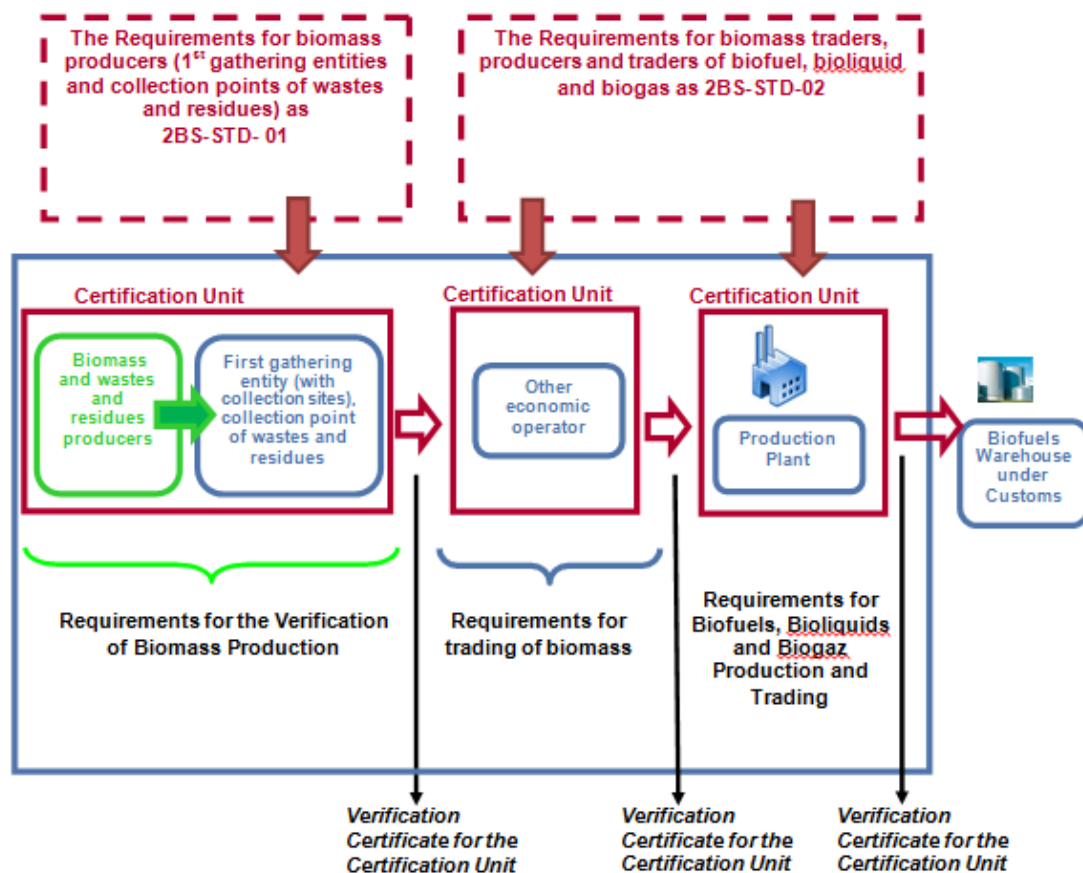 The Requirements for biomass
producers (1st gathering entities
and collection points of wastes
and residues) as
2BS-STD- 01
The Requirements for biomass traders,
producers and traders of biofuel, bioliquid
and biogas as 2BS-STD-02
Certification Unit
Certification Unit
Certification Unit
Biomass
and wastes
and
residues
producers
First gathering
entity (with
collection sites),
collection point
of wastes and
residues
Other
economic
operator
Production
Plant
Biofuels
Warehouse
under
Customs
Requirements for the Verification
of Biomass Production
Requirements for
trading of biomass
Requirements for
Biofuels, Bioliquids
and Biogaz
Production and
Trading
Verification
Certificate for the
Certification Unit
Verification
Certificate for the
Certification Unit
Verification
Certificate for the
Certification Unit